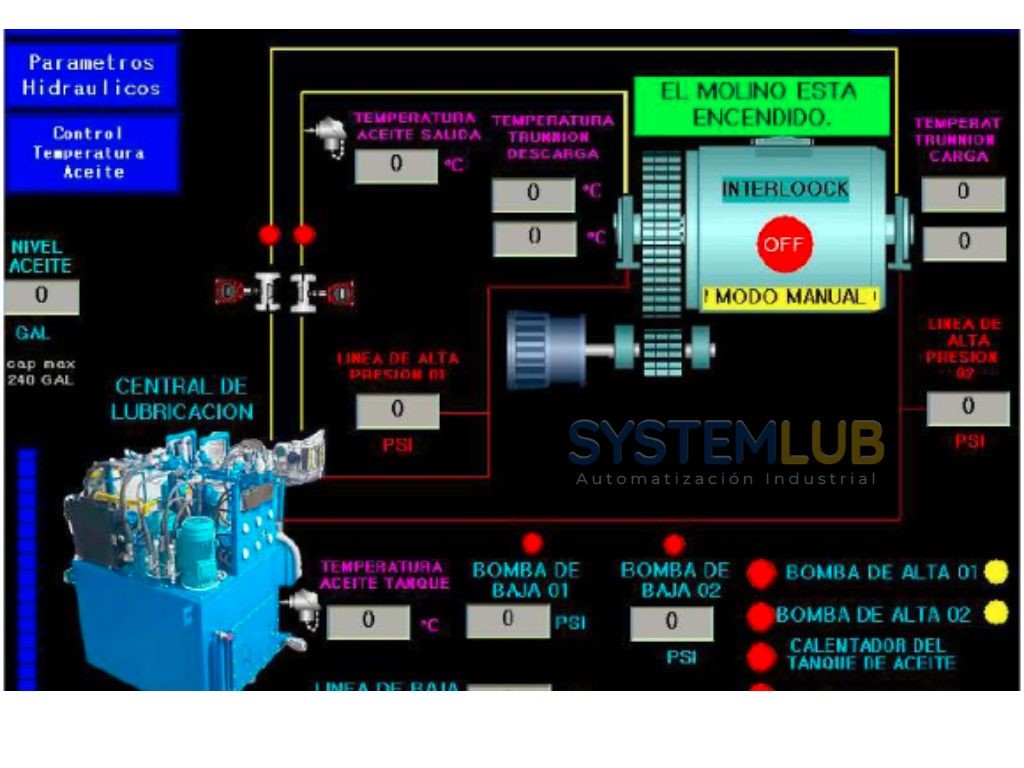 Parametros
Hidraulicos
Control
Temperatura
Aceite
NIVEL
ACEITE
0
GAL
cap max
240 GAL
CENTRAL DE
LUBRICACION
TEMPERATURA
ACEITE SALIDA
0
°C
TEMPERATURA
TRUNNION
DESCARGA
0
°C
0
°C
EL MOLINO ESTA
ENCENDIDO.
INTERLOOCK
OFF
! MODO MANUAL !
TEMPERAT
TRUNNION
CARGA
0
0
LINEA DE ALTA
PRESION 01
0
PSI
LINEA DE
ALTA
PRESION
02
0
PSI
SYSTEMLUB
Automatización Industrial
TEMPERATURA
ACEITE TANQUE
0
°C
BOMBA DE
BAJA 01
0
PSI
BOMBA DE
BAJA 02
0
PSI
BOMBA DE ALTA 01
BOMBA DE ALTA 02
CALENTADOR DEL
TANQUE DE ACEITE
LINEA DE BAJA